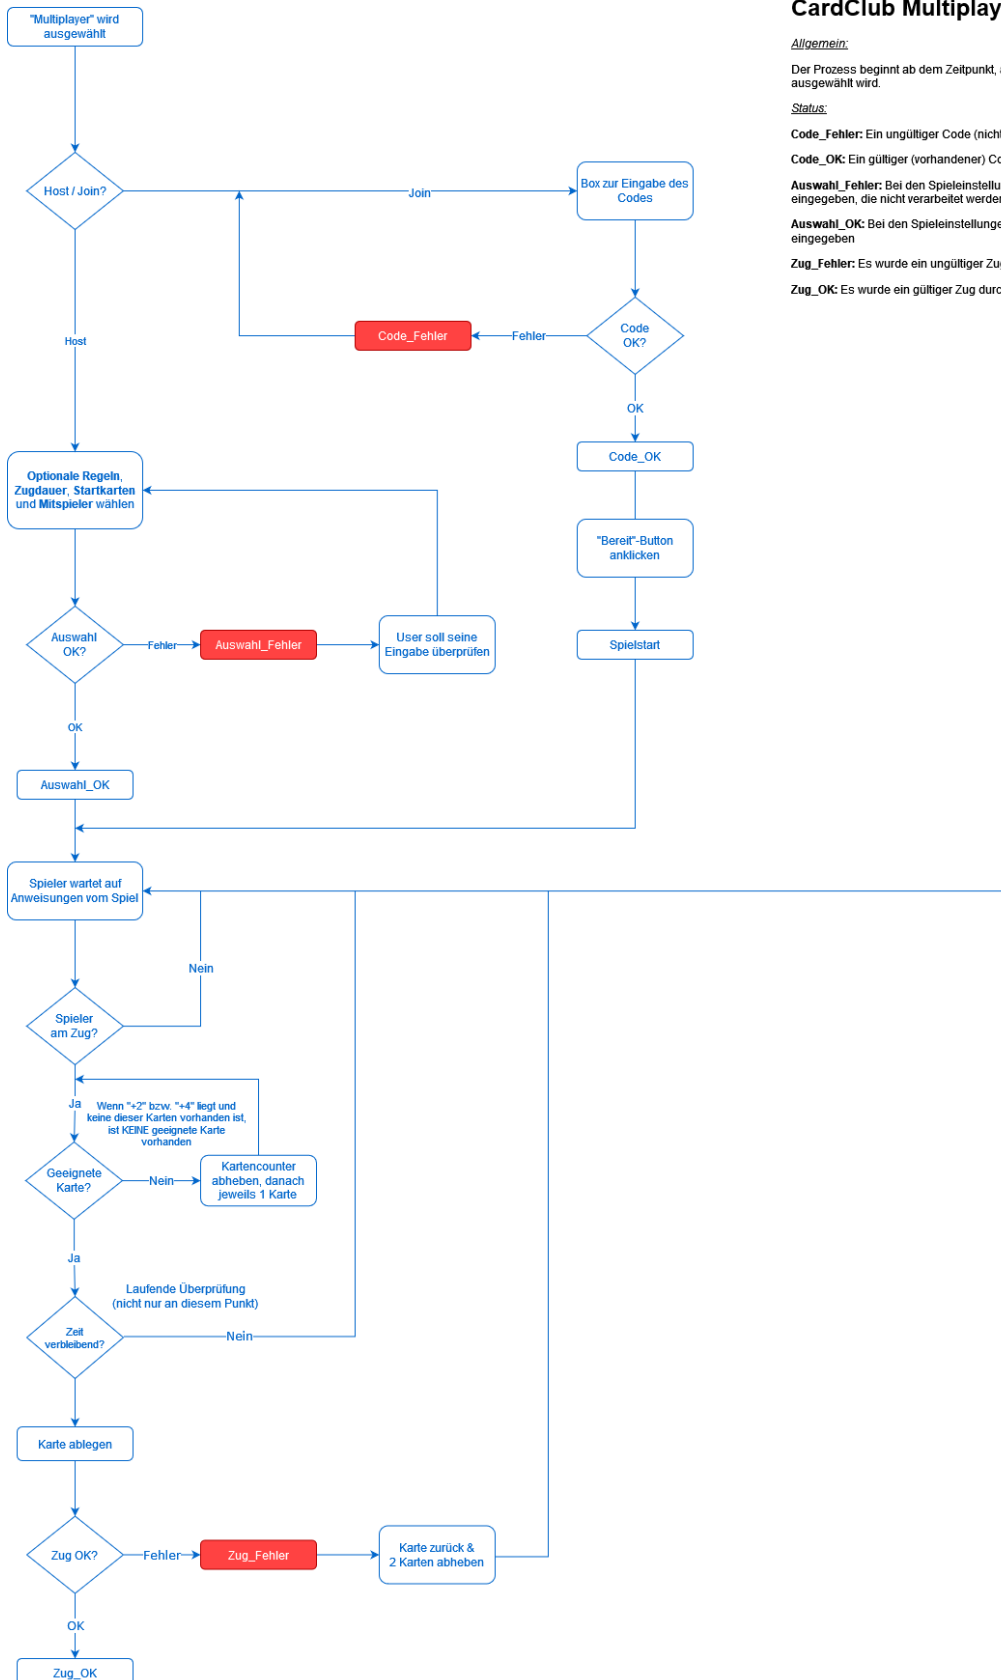 "Multiplayer" wird
ausgewählt
CardClub Multiplay
Allgemein:
Der Prozess beginnt ab dem Zeitpunkt,
ausgewählt wird.
Status:
Code_Fehler: Ein ungültiger Code (nicht
Code_OK: Ein gültiger (vorhandener) Co
Auswahl_Fehler: Bei den Spieleinstellu
eingegeben, die nicht verarbeitet werden
Auswahl_OK: Bei den Spieleinstellunge
eingegeben
Zug_Fehler: Es wurde ein ungültiger Zug
Zug_OK: Es wurde ein gültiger Zug durc
Host / Join?
Join
Box zur Eingabe des
Codes
Code
OK?
Fehler
Code_Fehler
Host
OK
Code_OK
Optionale Regeln,
Zugdauer, Startkarten
und Mitspieler wählen
"Bereit"-Button
anklicken
Auswahl
OK?
Fehler
Auswahl_Fehler
User soll seine
Eingabe überprüfen
Spielstart
OK
Auswahl_OK
Spieler wartet auf
Anweisungen vom Spiel
Nein
Spieler
am Zug?
Ja
Wenn "+2" bzw. "+4" liegt und
keine dieser Karten vorhanden ist,
ist KEINE geeignete Karte
vorhanden
Geeignete
Karte?
Nein
Kartencounter
abheben, danach
jeweils 1 Karte
Ja
Laufende Überprüfung
(nicht nur an diesem Punkt)
Zeit
verbleibend?
Nein
Karte ablegen
Zug OK?
Fehler
Zug_Fehler
Karte zurück &
2 Karten abheben
OK
Zug_OK